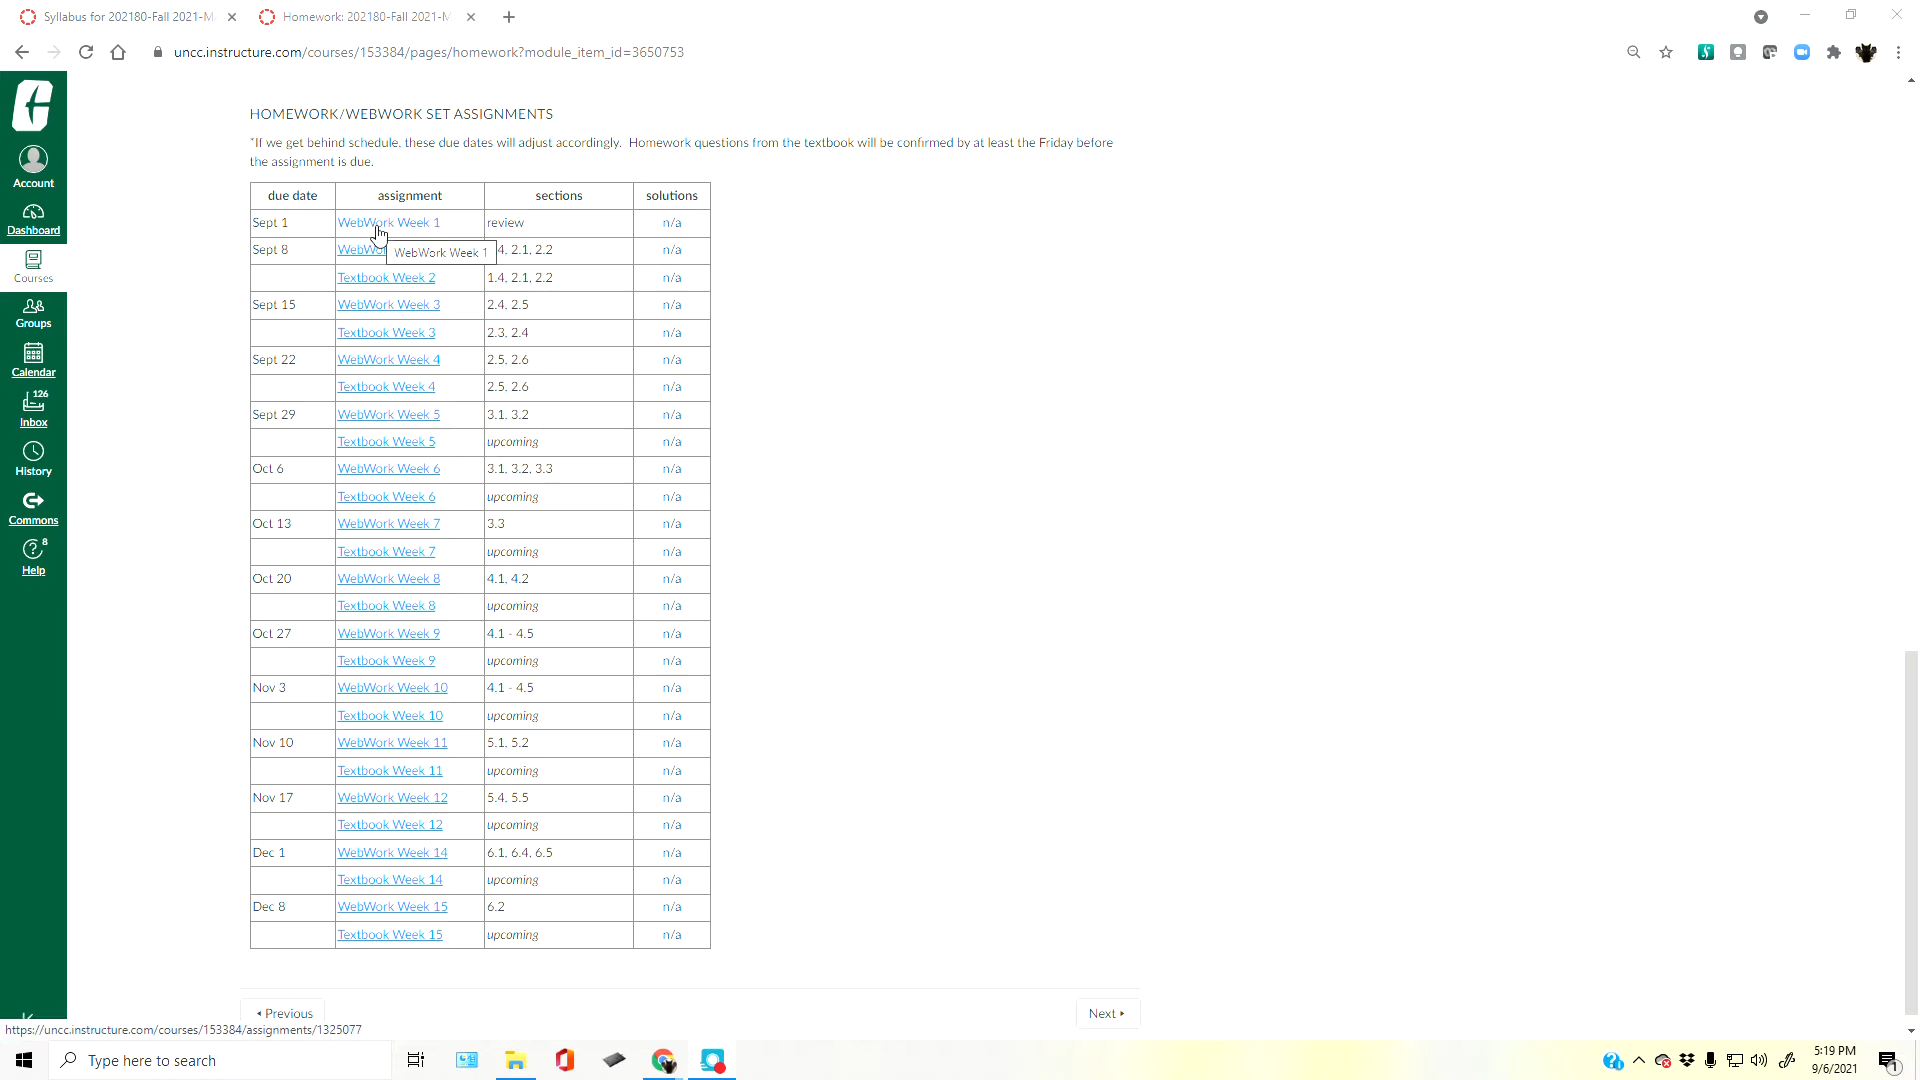 Syllabus for 202180-Fall 2021-M
Homework: 202180-Fall 2021-M
uncc.instructure.com/courses/153384/pages/homework?module_item_id=3650753
Account
Dashboard
Courses
Groups
Calendar
126
Inbox
History
Commons
8
Help
HOMEWORK/WEBWORK SET ASSIGNMENTS
*If we get behind schedule, these due dates will adjust accordingly. Homework questions from the textbook will be confirmed by at least the Friday before
the assignment is due.
due date assignment sections solutions
Sept 1 WebWork Week 1 review n/a
Sept 8 WebWor 4, 2.1, 2.2 n/a
WebWork Week 1
Textbook Week 2 1.4, 2.1, 2.2 n/a
Sept 15 WebWork Week 3 2.4, 2.5 n/a
Textbook Week 3 2.3, 2.4 n/a
Sept 22 WebWork Week 4 2.5, 2.6 n/a
Textbook Week 4 2.5, 2.6 n/a
Sept 29 WebWork Week 5 3.1, 3.2 n/a
Textbook Week 5 upcoming n/a
Oct 6 WebWork Week 6 3.1, 3.2, 3.3 n/a
Textbook Week 6 upcoming n/a
Oct 13 WebWork Week 7 3.3 n/a
Textbook Week 7 upcoming n/a
Oct 20 WebWork Week 8 4.1, 4.2 n/a
Textbook Week 8 upcoming n/a
Oct 27 WebWork Week 9 4.1 - 4.5 n/a
Textbook Week 9 upcoming n/a
Nov 3 WebWork Week 10 4.1 - 4.5 n/a
Textbook Week 10 upcoming n/a
Nov 10 WebWork Week 11 5.1, 5.2 n/a
Textbook Week 11 upcoming n/a
Nov 17 WebWork Week 12 5.4, 5.5 n/a
Textbook Week 12 upcoming n/a
Dec 1 WebWork Week 14 6.1, 6.4, 6.5 n/a
Textbook Week 14 upcoming n/a
Dec 8 WebWork Week 15 6.2 n/a
Textbook Week 15 upcoming n/a
Previous Next
https://uncc.instructure.com/courses/153384/assignments/1325077
Type here to search
5:19 PM
9/6/2021
1